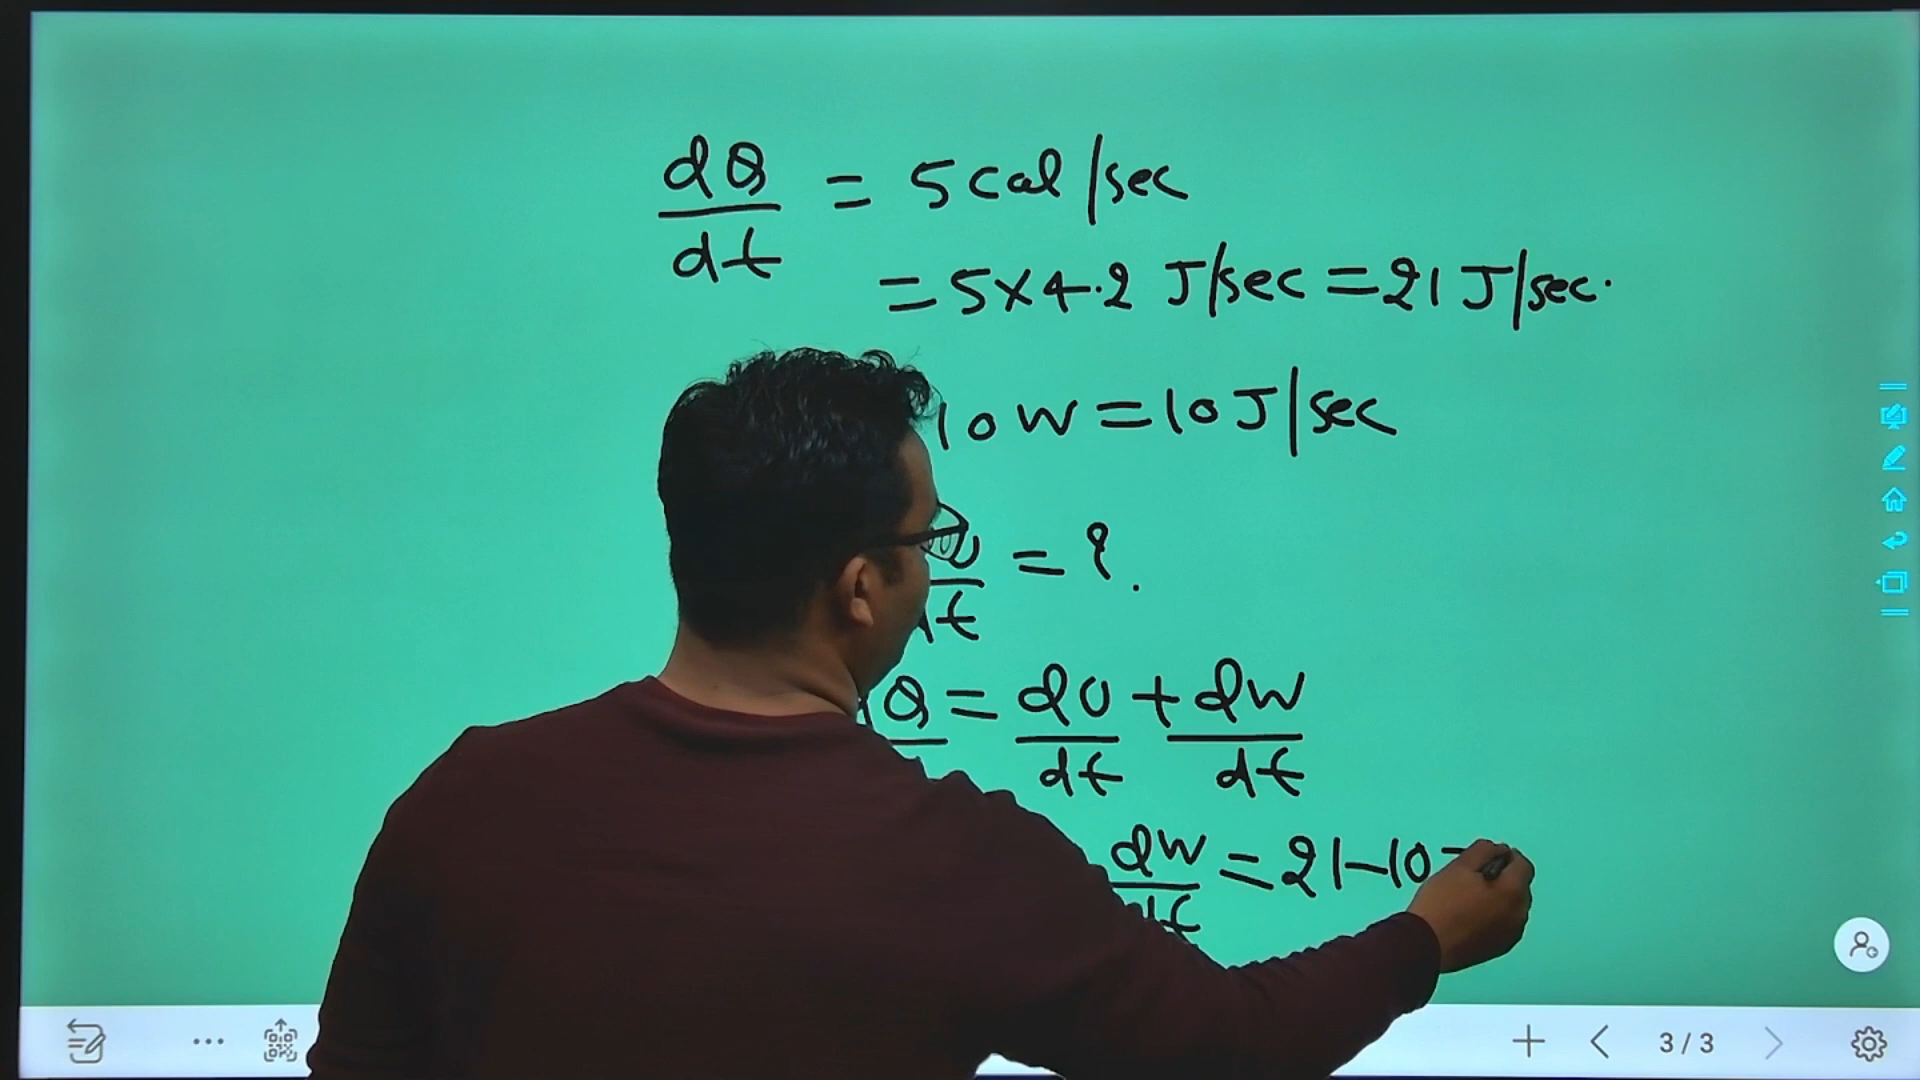 dQ/dt = 5 cal/sec
= 5 x 4.2 J/sec = 21 J/sec.
10 W = 10 J/sec
= ?
Q = dU/dt + dW/dt
dW/dt = 21 - 10
3/3